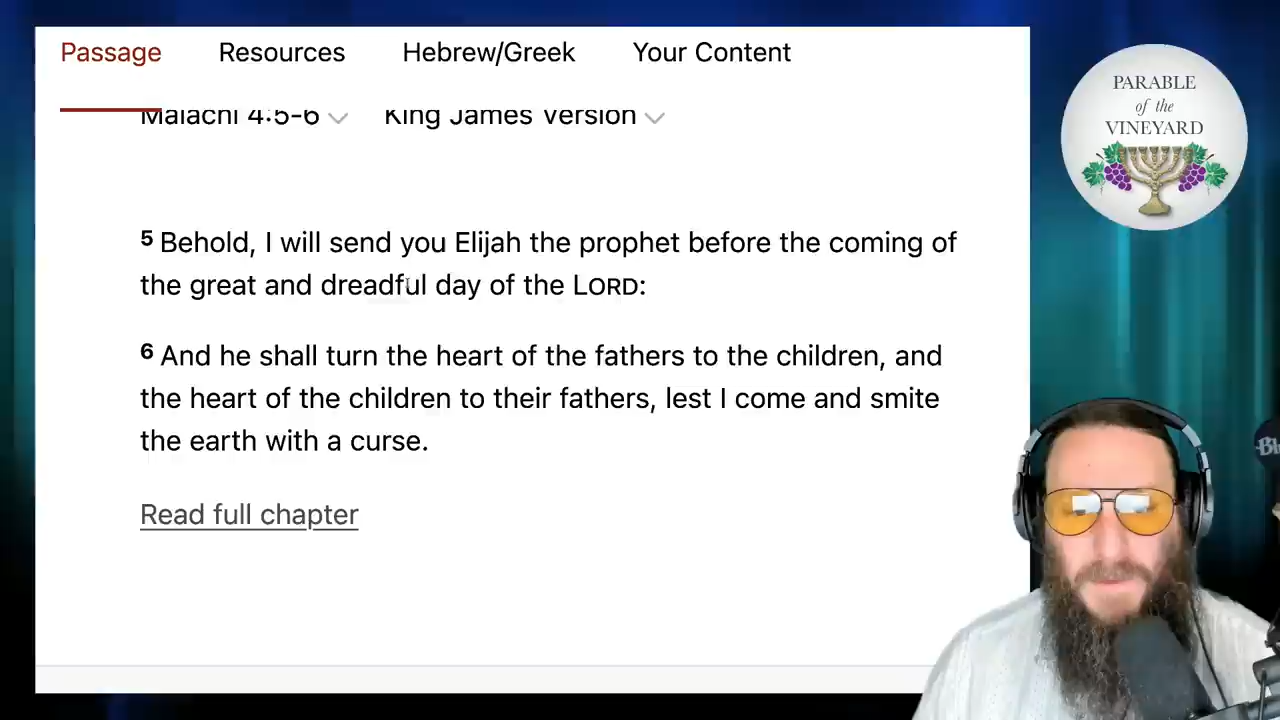 Passage Resources Hebrew/Greek Your Content
Malachi 4:5-6 King James Version
PARABLE
of the
VINEYARD
5 Behold, I will send you Elijah the prophet before the coming of
the great and dreadful day of the LORD:
6 And he shall turn the heart of the fathers to the children, and
the heart of the children to their fathers, lest I come and smite
the earth with a curse.
Read full chapter